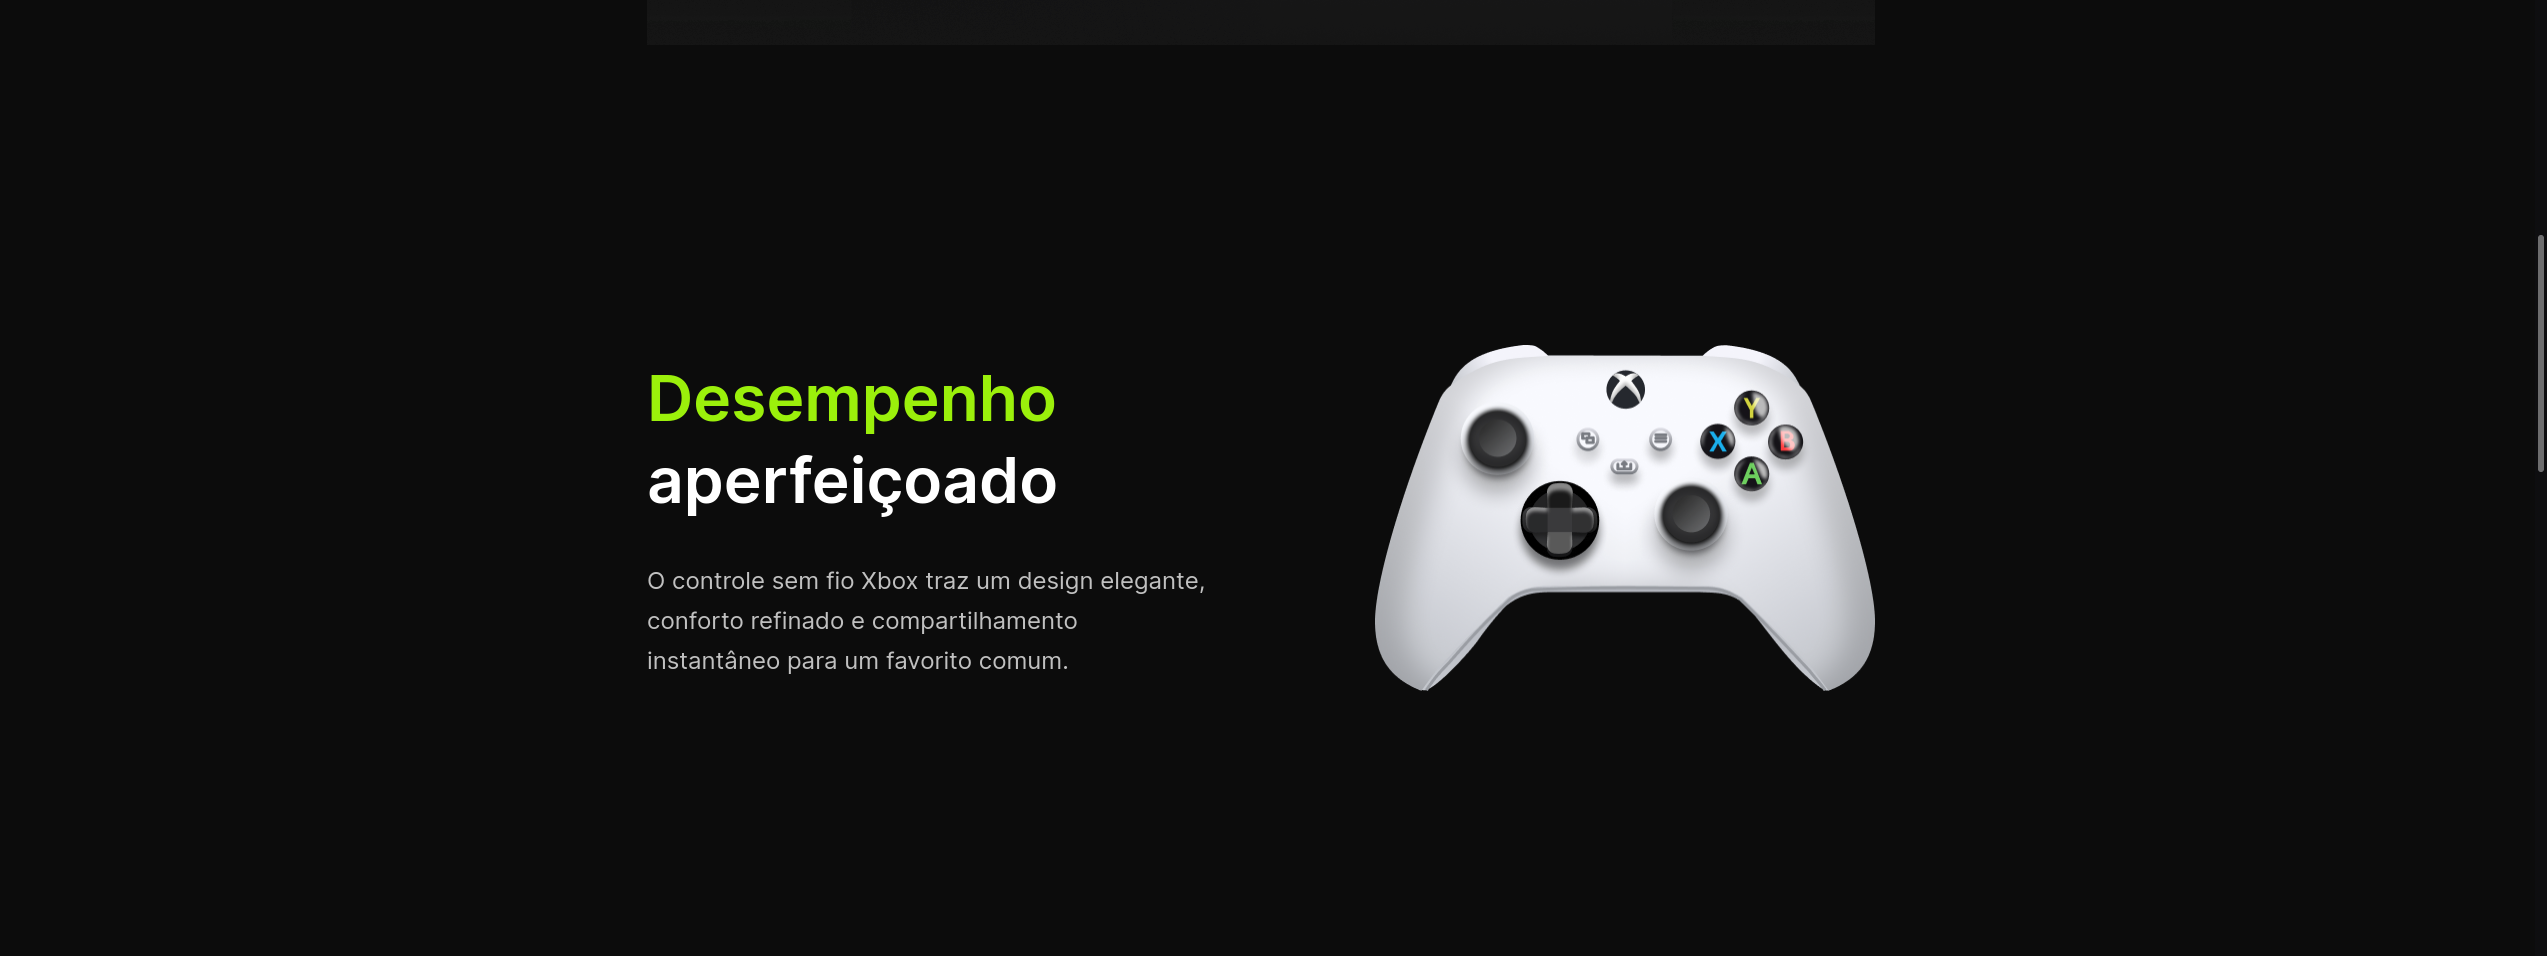 Desempenho
aperfeiçoado
O controle sem fio Xbox traz um design elegante,
conforto refinado e compartilhamento
instantâneo para um favorito comum.
Y
X
B
A